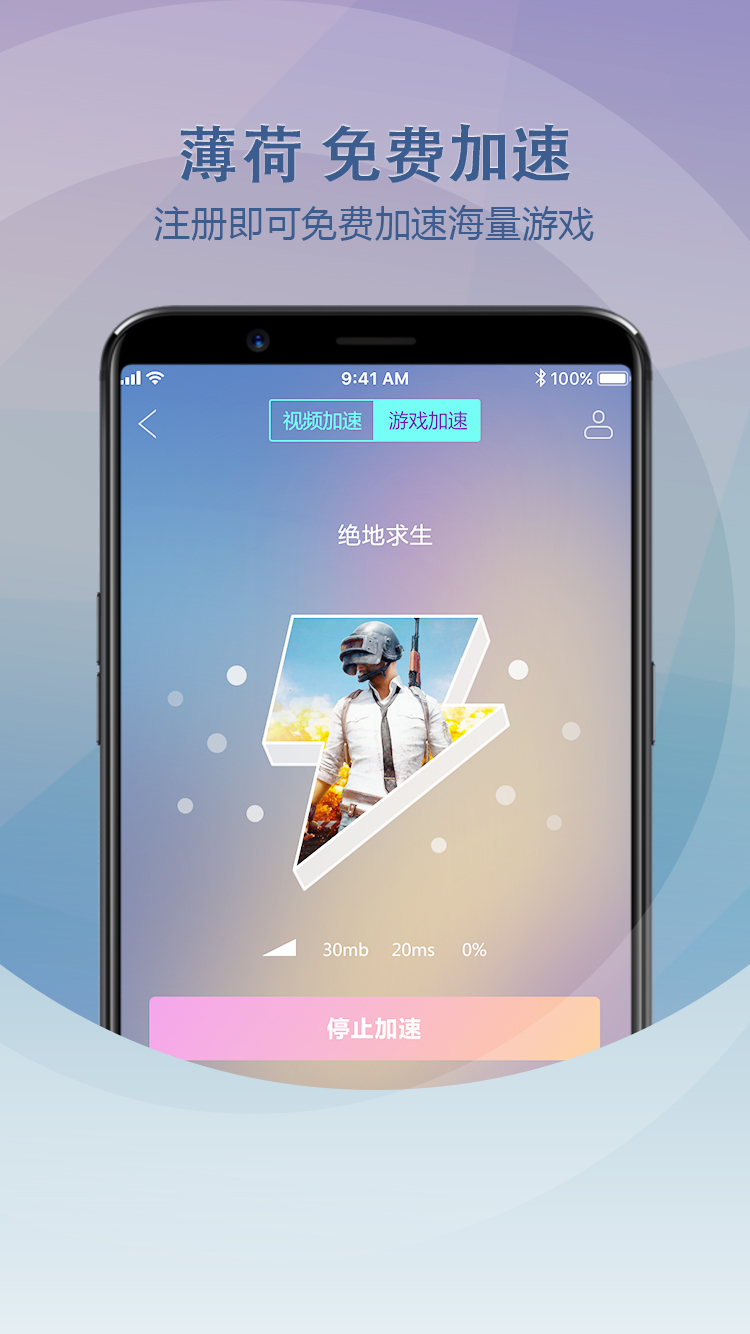 薄荷 免费加速
注册即可免费加速海量游戏
9:41 AM 100%
视频加速 游戏加速
绝地求生
30mb 20ms 0%
停止加速